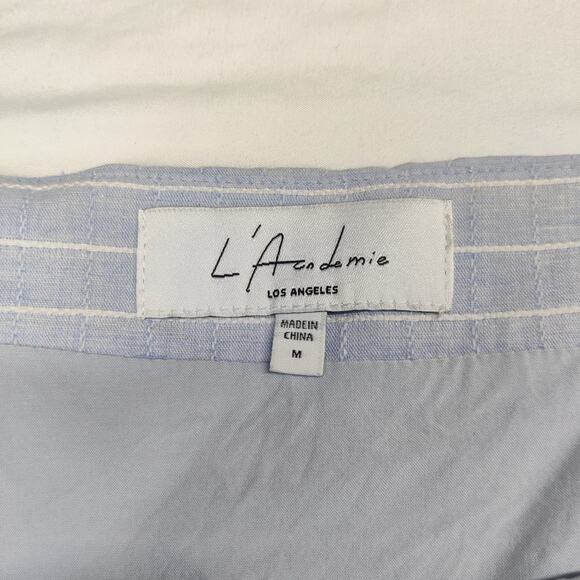 L'Academie
LOS ANGELES
MADE IN
CHINA
M